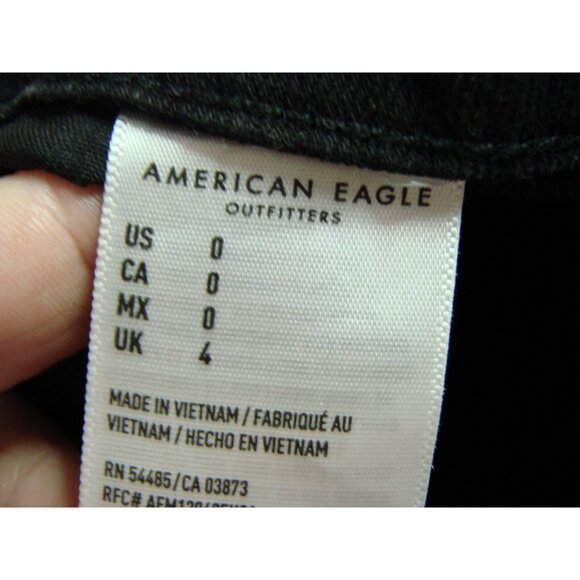 AMERICAN EAGLE
OUTFITTERS
US 0
CA 0
MX 0
UK 4
MADE IN VIETNAM / FABRIQUÉ AU
VIETNAM / HECHO EN VIETNAM
RN 54485 / CA 03873
RFC#